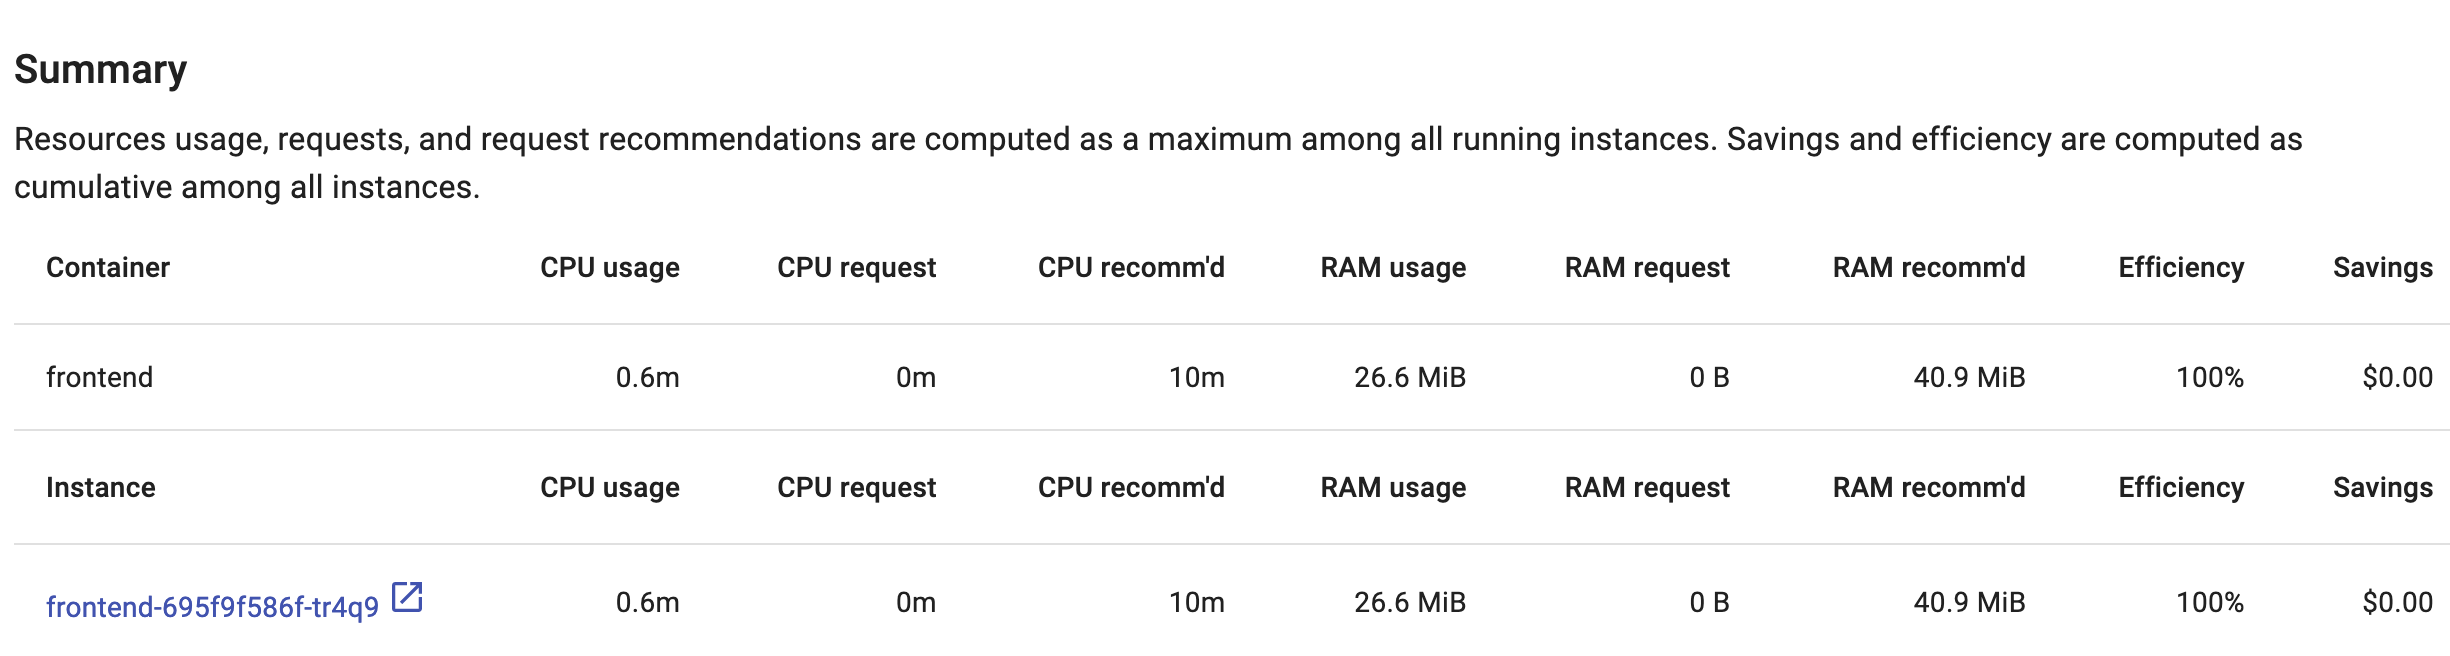 Summary
Resources usage, requests, and request recommendations are computed as a maximum among all running instances. Savings and efficiency are computed as
cumulative among all instances.
Container CPU usage CPU request CPU recomm'd RAM usage RAM request RAM recomm'd Efficiency Savings
frontend 0.6m 0m 10m 26.6 MiB 0 B 40.9 MiB 100% $0.00
Instance CPU usage CPU request CPU recomm'd RAM usage RAM request RAM recomm'd Efficiency Savings
frontend-695f9f586f-tr4q9 0.6m 0m 10m 26.6 MiB 0 B 40.9 MiB 100% $0.00